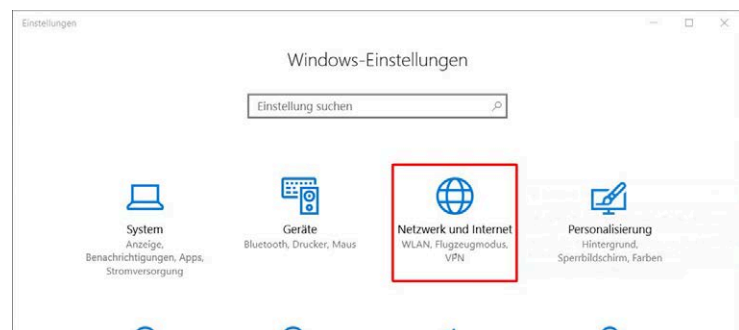 Einstellungen
Windows-Einstellungen
Einstellung suchen
System
Anzeige,
Benachrichtigungen, Apps,
Stromversorgung
Geräte
Bluetooth, Drucker, Maus
Netzwerk und Internet
WLAN, Flugzeugmodus,
VPN
Personalisierung
Hintergrund,
Sperrbildschirm, Farben